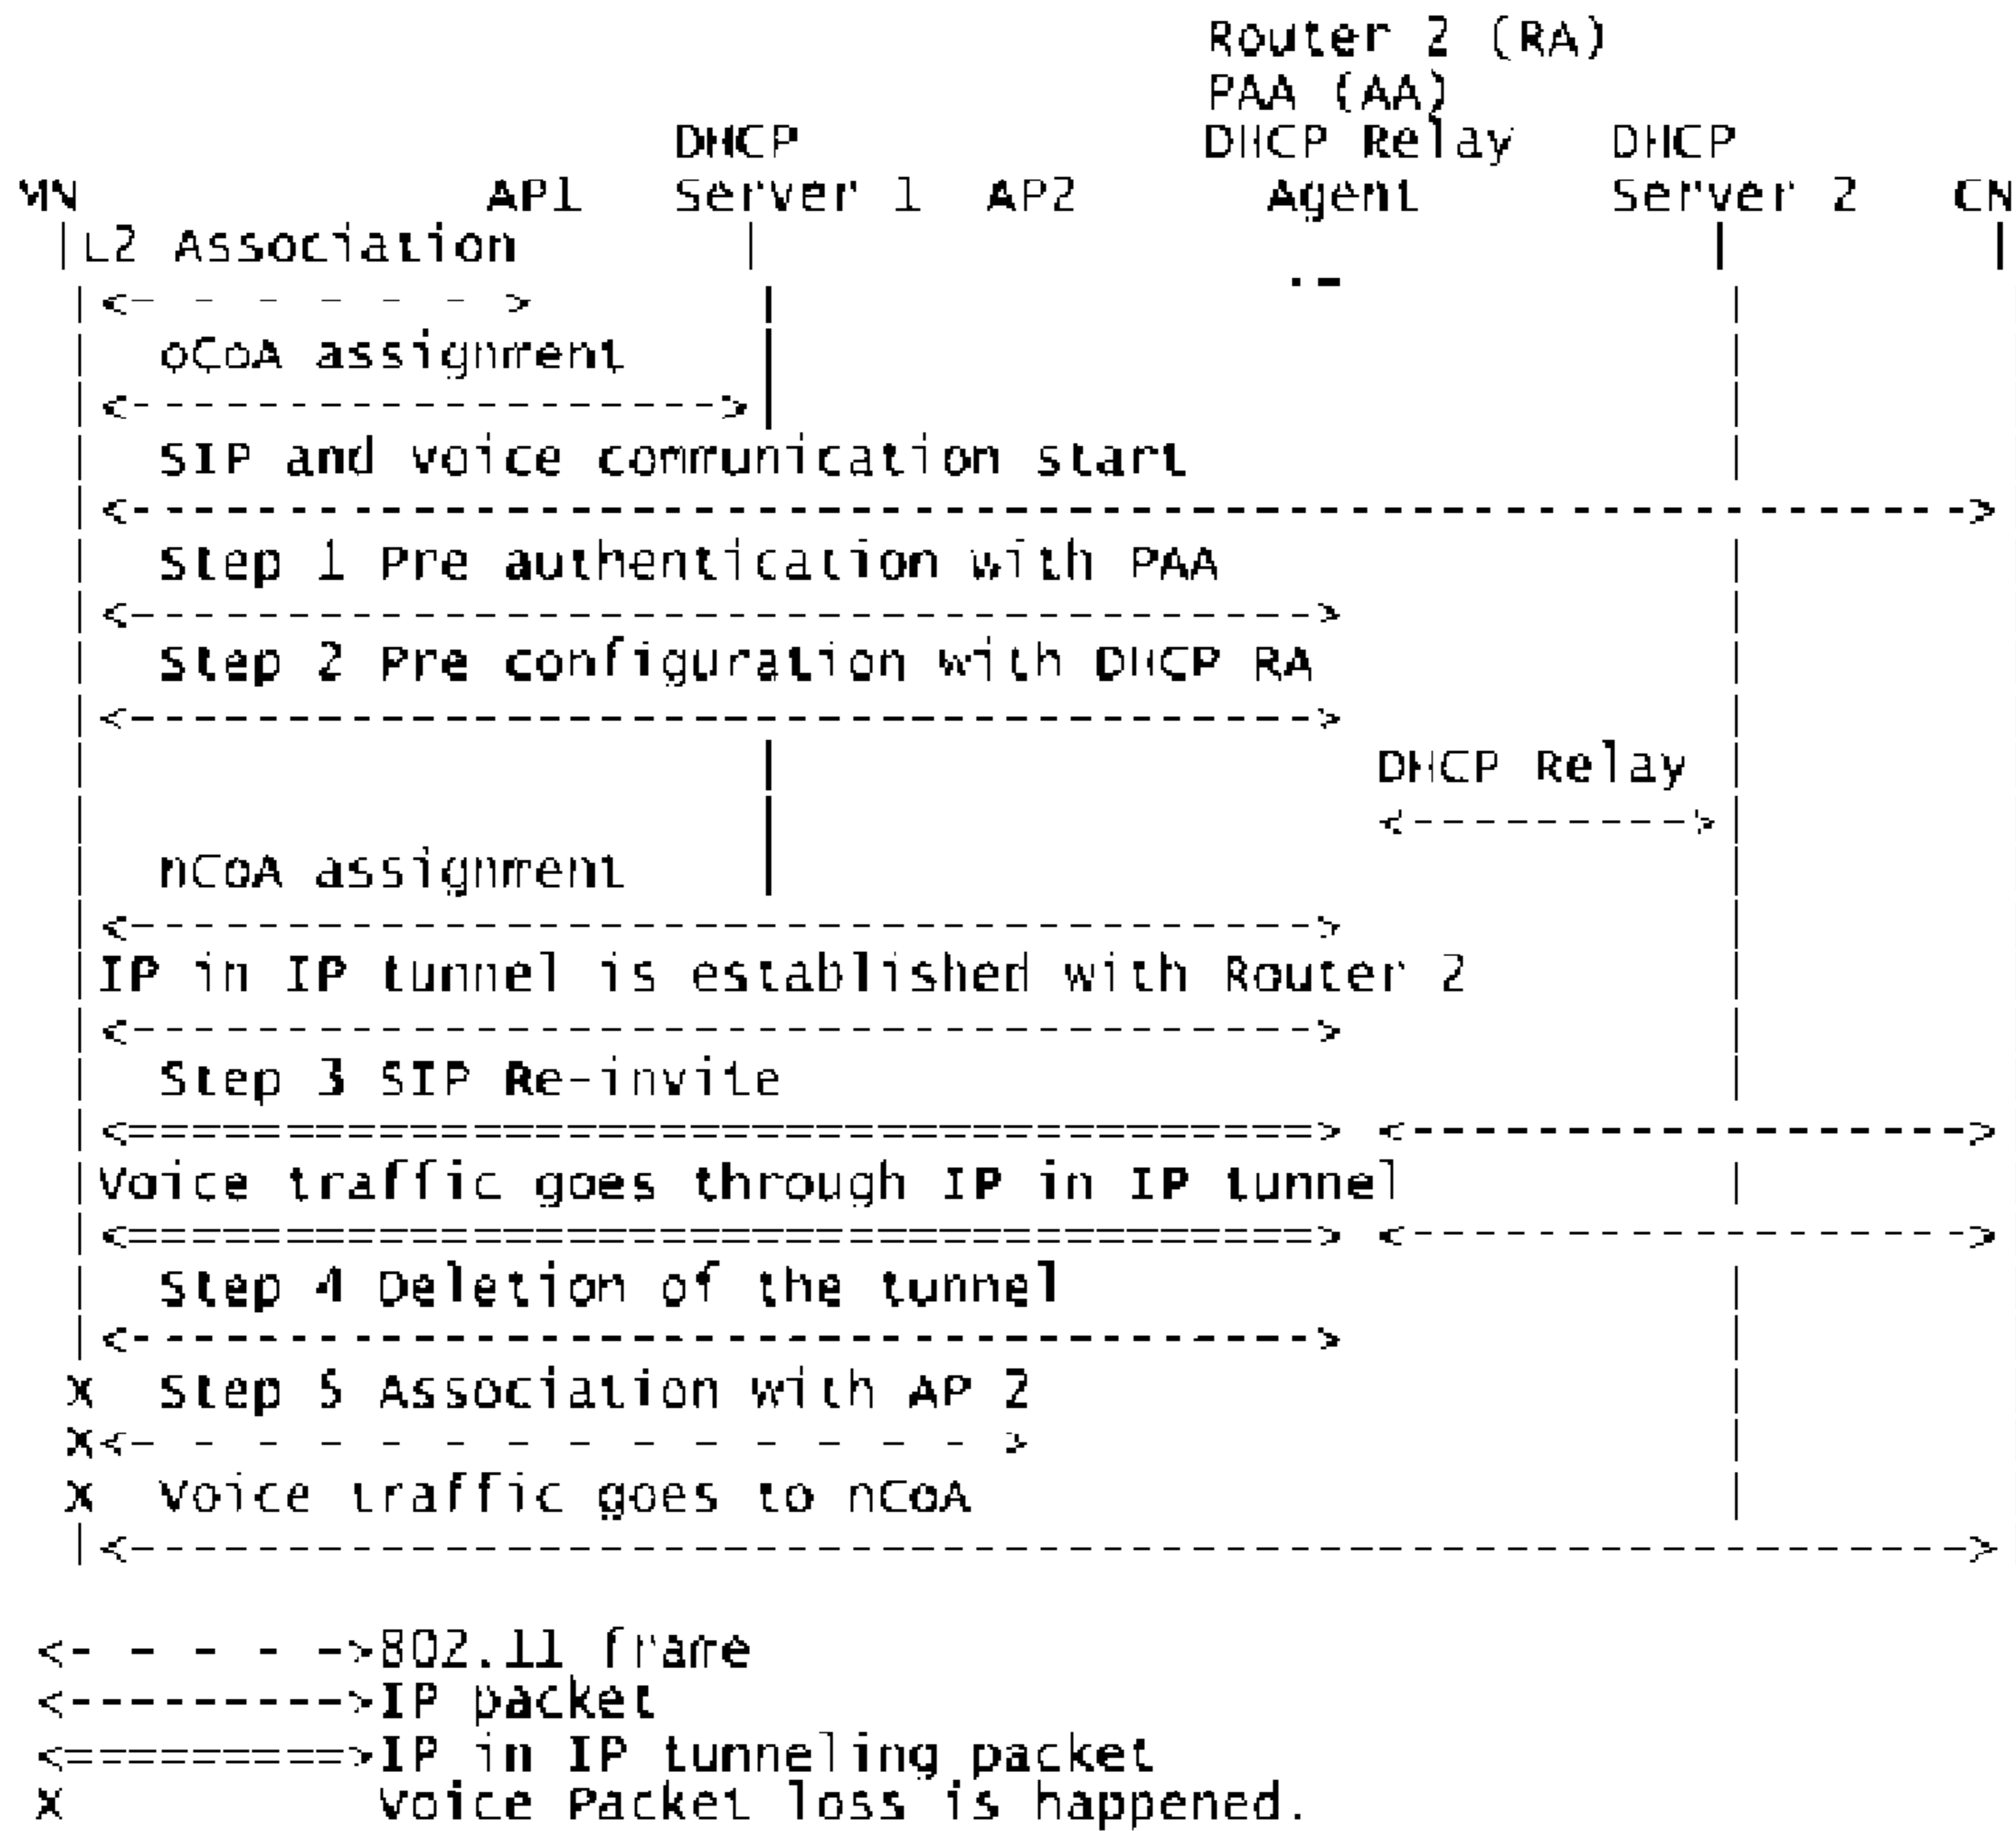 Router 2 (RA)
PAA (AA)
DHCP DHCP Relay DHCP
MN AP1 Server 1 AP2 Agent Server 2 CN
|L2 Association | | |
|<- - - - - - > | |
| oCoA assignment | |
|<------------------->| |
| SIP and voice communication start |
|<----------------------------------------------------------->
| Step 1 Pre authentication with PAA |
|<--------------------------------------> |
| Step 2 Pre configuration with DHCP RA |
|<--------------------------------------> |
| | DHCP Relay |
| | <--------->|
| nCoA assignment | |
|<--------------------------------------> |
|IP in IP tunnel is established with Router 2 |
|<--------------------------------------> |
| Step 3 SIP Re-invite |
|<======================================> <------------------>
|Voice traffic goes through IP in IP tunnel |
|<======================================> <------------------>
| Step 4 Deletion of the tunnel |
|<--------------------------------------> |
X Step 5 Association with AP 2 |
X<- - - - - - - - - - - - - - > |
X Voice traffic goes to nCoA |
|<----------------------------------------------------------->
<- - - - ->802.11 frame
<--------->IP packet
<=========>IP in IP tunneling packet
X Voice Packet loss is happened.